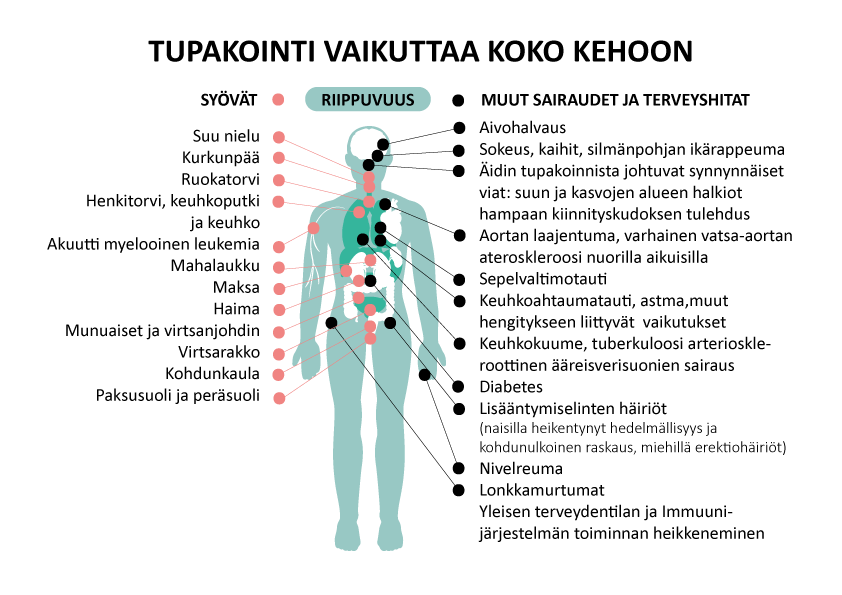 TUPAKOINTI VAIKUTTAA KOKO KEHOON
SYÖVÄT
RIIPPUVUUS
MUUT SAIRAUDET JA TERVEYSHITAT
Suu nielu
Kurkunpää
Ruokatorvi
Henkitorvi, keuhkoputki
ja keuhko
Akuutti myelooinen leukemia
Mahalaukku
Maksa
Haima
Munuaiset ja virtsanjohdin
Virtsarakko
Kohdunkaula
Paksusuoli ja peräsuoli
Aivohalvaus
Sokeus, kaihit, silmänpohjan ikärappeuma
Äidin tupakoinnista johtuvat synnynnäiset
viat: suun ja kasvojen alueen halkiot
hampaan kiinnityskudoksen tulehdus
Aortan laajentuma, varhainen vatsa-aortan
ateroskleroosi nuorilla aikuisilla
Sepelvaltimotauti
Keuhkoahtaumatauti, astma,muut
hengitykseen liittyvät vaikutukset
Keuhkokuume, tuberkuloosi arterioskle-
roottinen ääreisverisuonien sairaus
Diabetes
Lisääntymiselinten häiriöt
(naisilla heikentynyt hedelmällisyys ja
kohdunulkoinen raskaus, miehillä erektiohäiriöt)
Nivelreuma
Lonkkamurtumat
Yleisen terveydentilan ja Immuuni-
järjestelmän toiminnan heikkeneminen